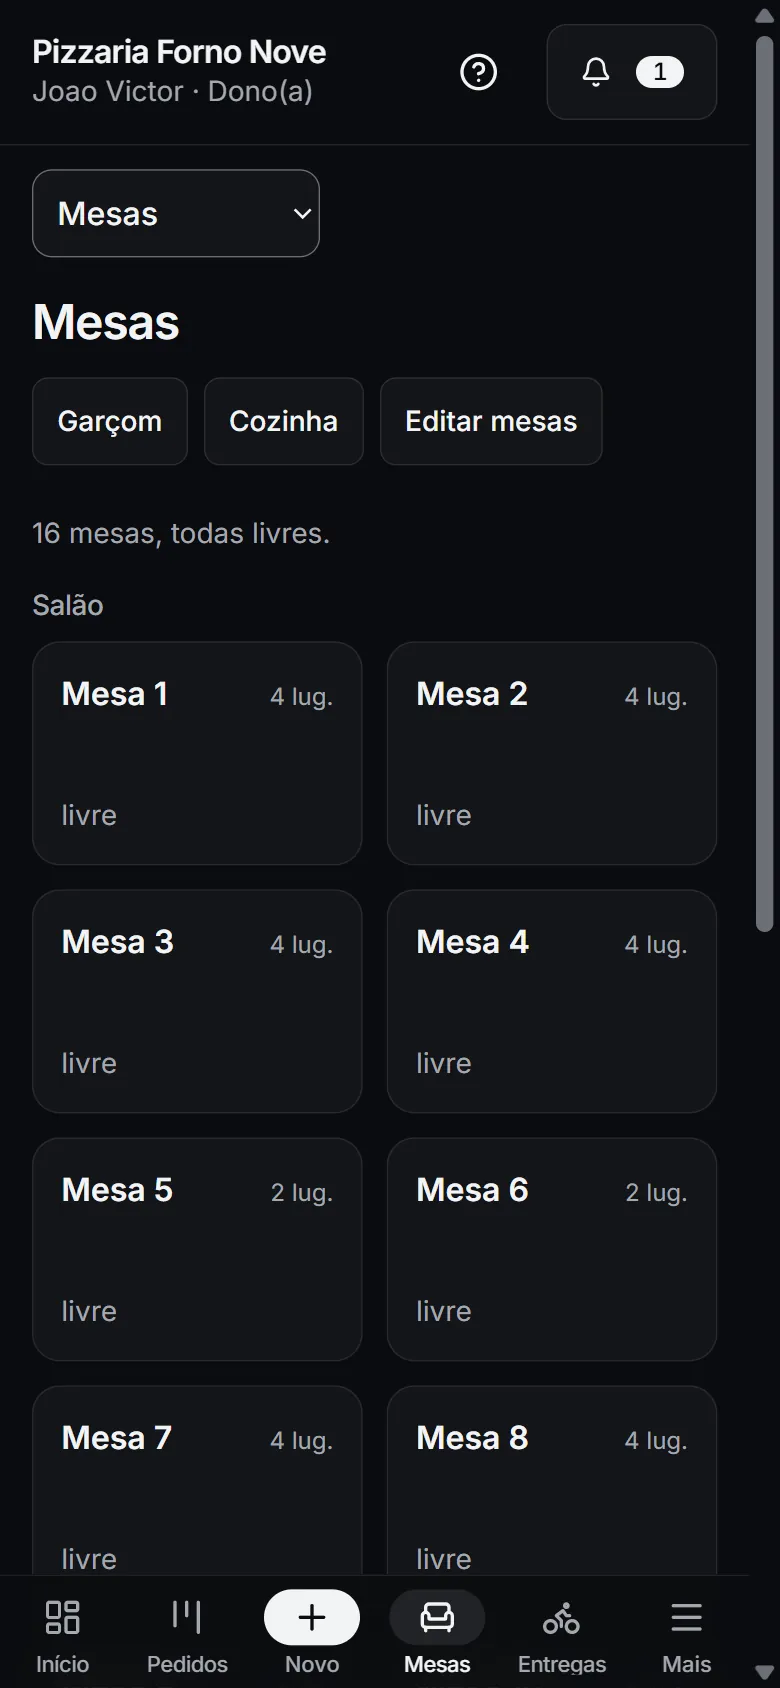 Pizzaria Forno Nove
Joao Victor · Dono(a)
1
Mesas
Mesas
Garçom
Cozinha
Editar mesas
16 mesas, todas livres.
Salão
Mesa 1
4 lug.
livre
Mesa 2
4 lug.
livre
Mesa 3
4 lug.
livre
Mesa 4
4 lug.
livre
Mesa 5
2 lug.
livre
Mesa 6
2 lug.
livre
Mesa 7
4 lug.
livre
Mesa 8
4 lug.
livre
Início
Pedidos
Novo
Mesas
Entregas
Mais